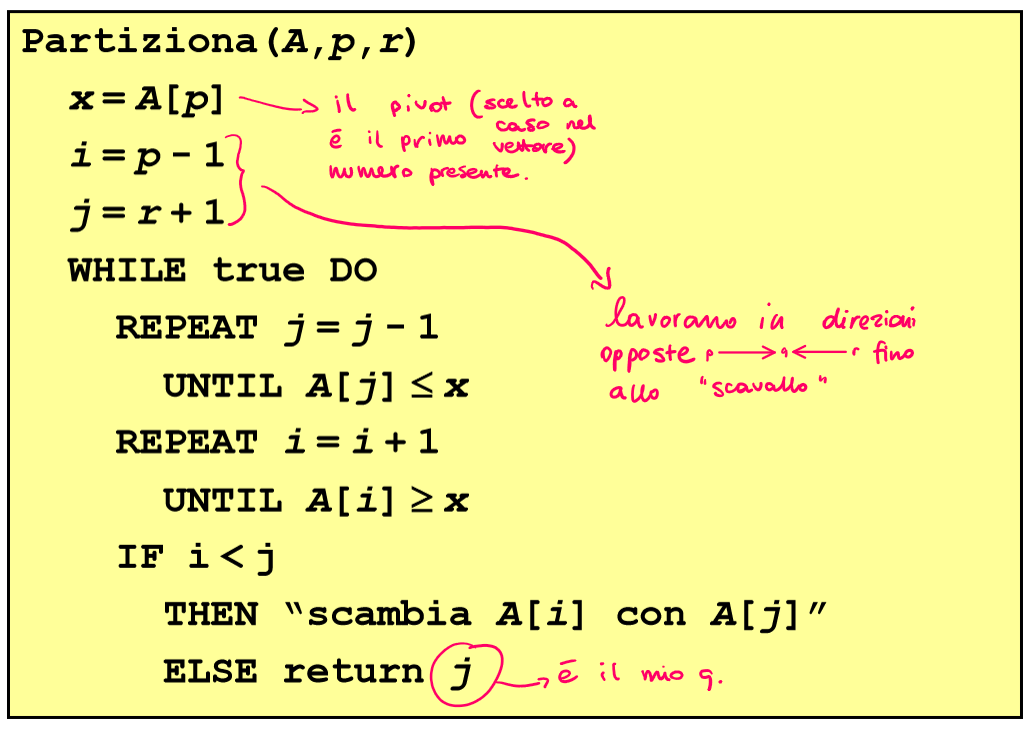 Partiziona(A,p,r)
x = A[p]
il pivot (scelto a
caso nel
è il primo vettore)
numero presente.
i = p - 1
j = r + 1
WHILE true DO
lavorano in direzioni
opposte p → q ← r fino
allo "scavallo"
REPEAT j = j - 1
UNTIL A[j] ≤ x
REPEAT i = i + 1
UNTIL A[i] ≥ x
IF i < j
THEN “scambia A[i] con A[j]”
ELSE return j
è il mio q.